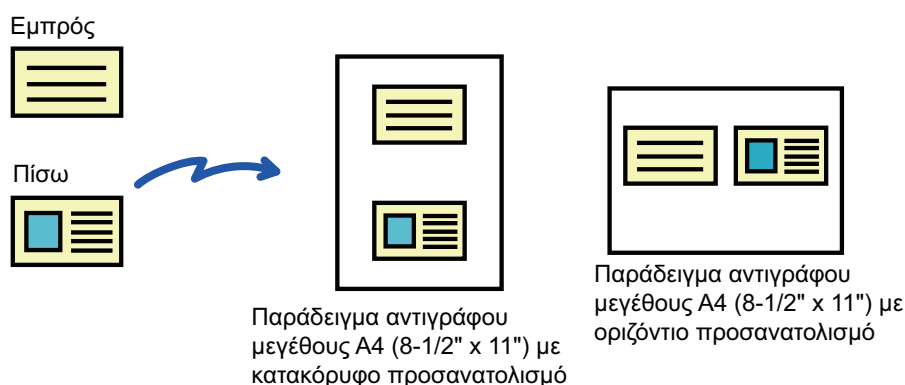 Εμπρός
Πίσω
Παράδειγμα αντιγράφου
μεγέθους A4 (8-1/2" x 11") με
κατακόρυφο προσανατολισμό
Παράδειγμα αντιγράφου
μεγέθους A4 (8-1/2" x 11") με
οριζόντιο προσανατολισμό